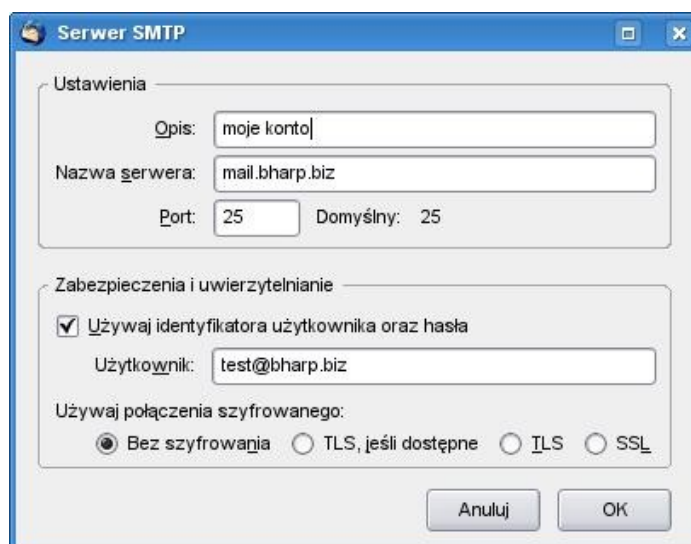 Serwer SMTP
Ustawienia
Opis: moje konto
Nazwa serwera: mail.bharp.biz
Port: 25 Domyślny: 25
Zabezpieczenia i uwierzytelnianie
Używaj identyfikatora użytkownika oraz hasła
Użytkownik: test@bharp.biz
Używaj połączenia szyfrowanego:
Bez szyfrowania TLS, jeśli dostępne TLS SSL
Anuluj OK